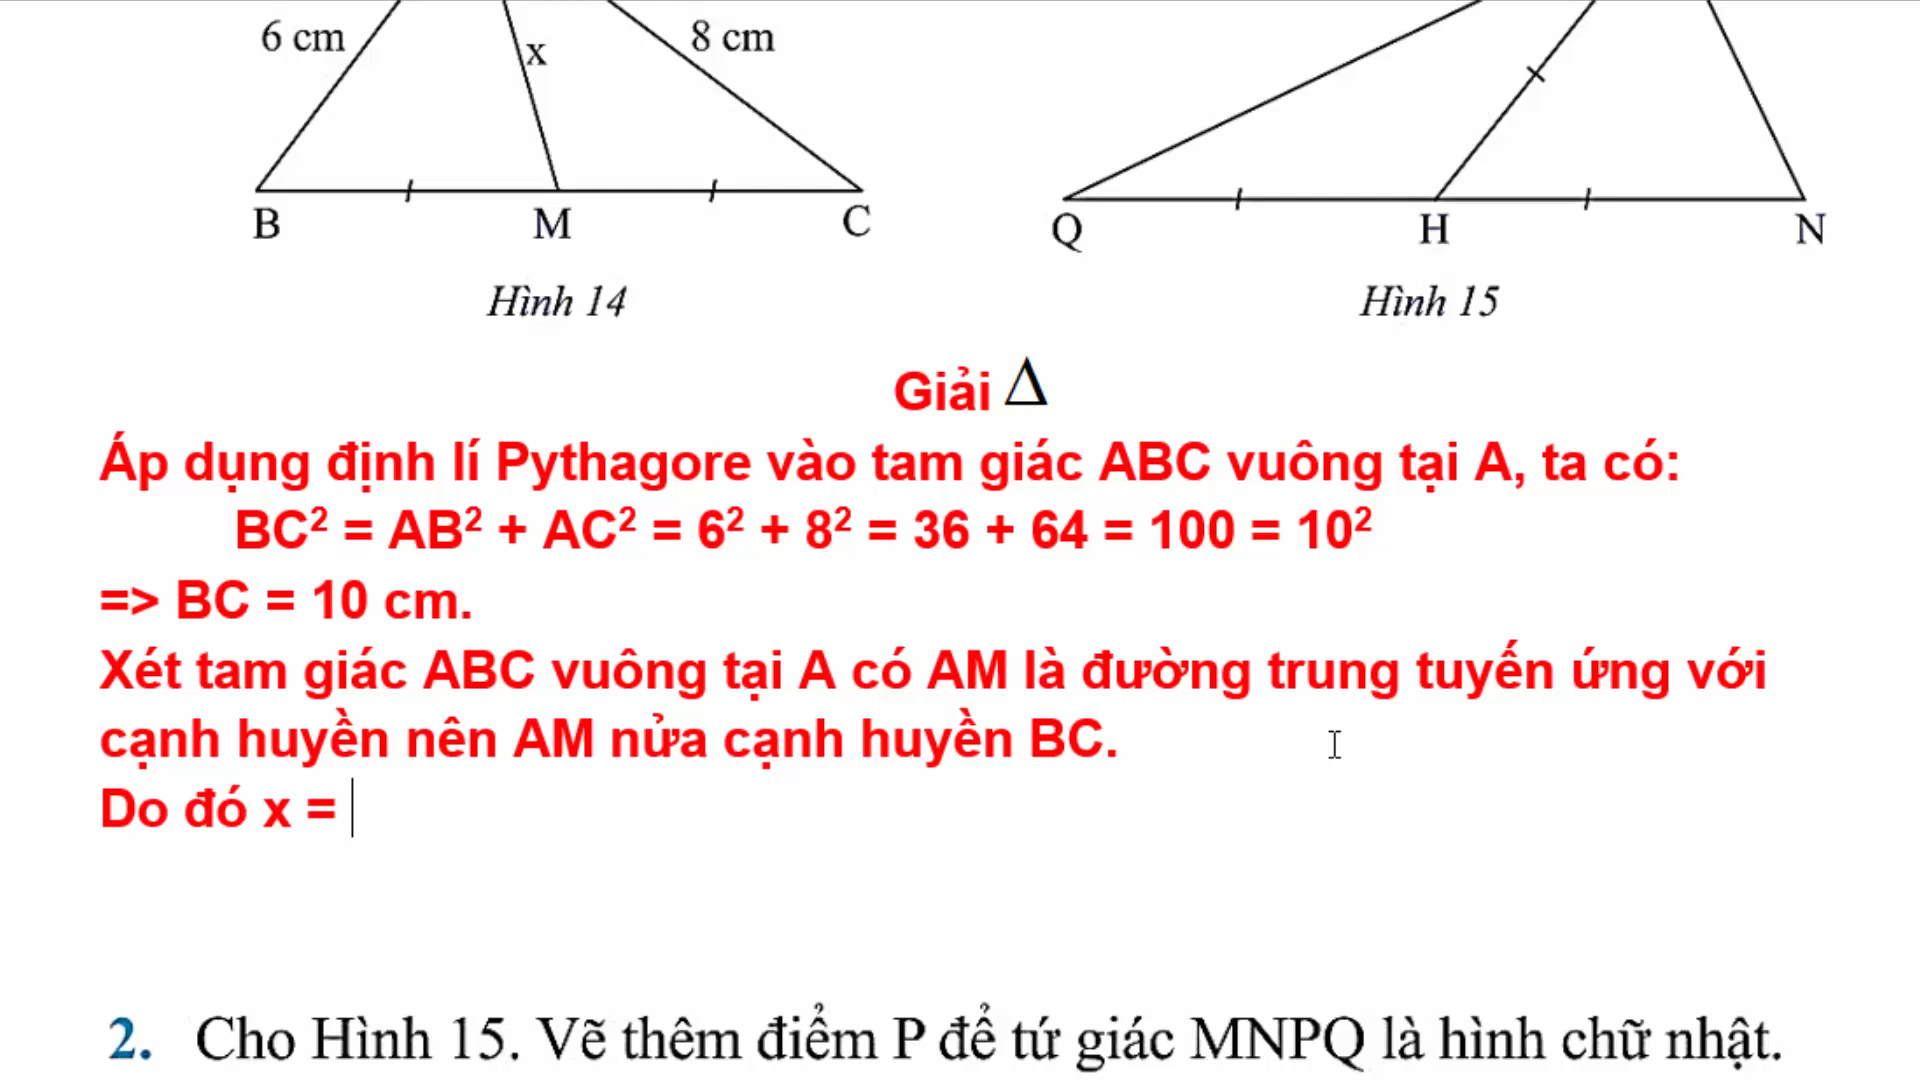 6 cm x 8 cm
B M C
Q H N
Hình 14 Hình 15
Giải Δ
Áp dụng định lí Pythagore vào tam giác ABC vuông tại A, ta có:
BC² = AB² + AC² = 6² + 8² = 36 + 64 = 100 = 10²
=> BC = 10 cm.
Xét tam giác ABC vuông tại A có AM là đường trung tuyến ứng với
cạnh huyền nên AM nửa cạnh huyền BC.
Do đó x =
2. Cho Hình 15. Vẽ thêm điểm P để tứ giác MNPQ là hình chữ nhật.